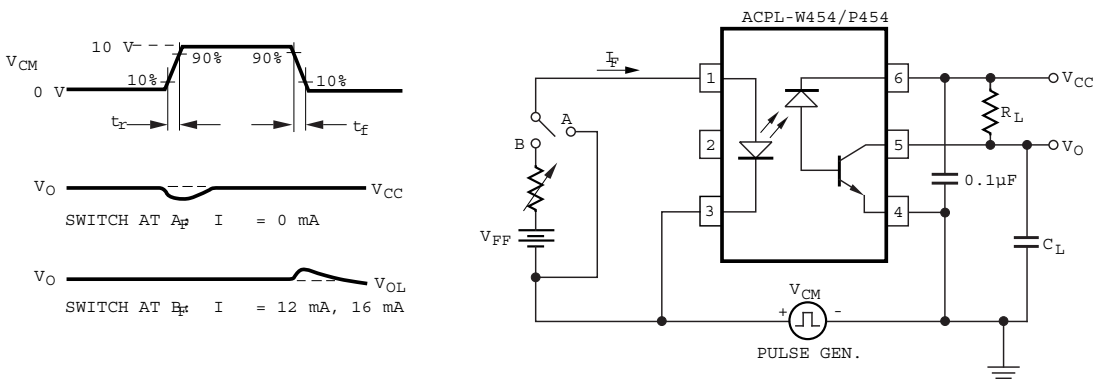 10 V
V_CM
0 V
90%
90%
10%
10%
t_r
t_f
V_O
V_CC
SWITCH AT A: I_F = 0 mA
V_O
V_OL
SWITCH AT B: I_F = 12 mA, 16 mA
ACPL-W454/P454
I_F
1
2
3
6
5
4
A
B
V_FF
V_CC
R_L
V_O
0.1µF
C_L
V_CM
+
-
PULSE GEN.